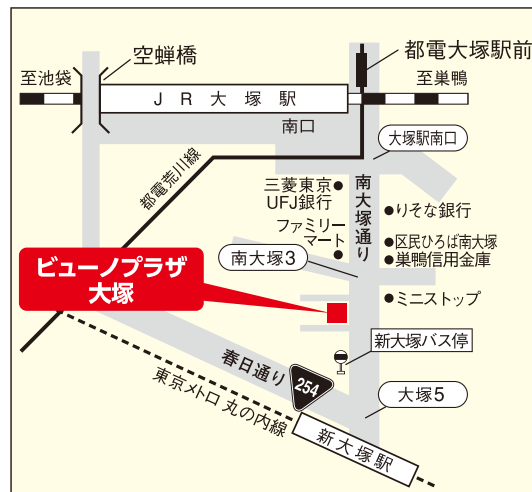 空蝉橋
都電大塚駅前
至池袋
至巣鴨
JR大塚駅
南口
大塚駅南口
都電荒川線
三菱東京
UFJ銀行
南大塚通り
りそな銀行
ファミリー
マート
区民ひろば南大塚
巣鴨信用金庫
南大塚3
ビューノプラザ
大塚
ミニストップ
新大塚バス停
春日通り
254
東京メトロ 丸の内線
大塚5
新大塚駅